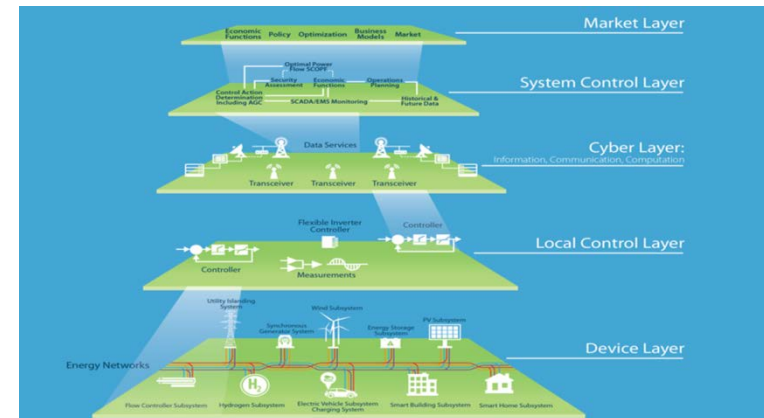 Market Layer
Economic
Functions
Policy
Optimization
Business
Models
Market
System Control Layer
Optimal Power
Flow SCOPF
Security
Assessment
Economic
Functions
Operations
Planning
Control Action
Determination
Including AGC
SCADA/EMS Monitoring
Historical &
Future Data
Cyber Layer:
Information, Communication, Computation
Data Services
Transceiver
Transceiver
Transceiver
Local Control Layer
Flexible Inverter
Controller
Controller
Controller
Measurements
Device Layer
Utility Islanding
System
Synchronous
Generator System
Wind Subsystem
Energy Storage
Subsystem
PV Subsystem
Energy Networks
H2
Flow Controller Subsystem
Hydrogen Subsystem
Electric Vehicle Subsystem
Charging System
Smart Building Subsystem
Smart Home Subsystem